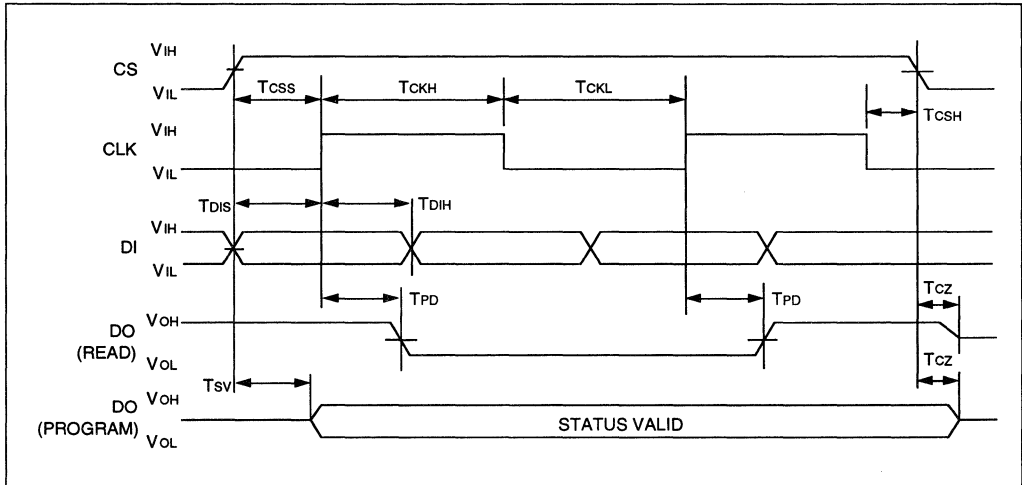 VIH
CS
VIL
TCSS
TCKH
TCKL
TCSH
VIH
CLK
VIL
TDIS
TDIH
VIH
DI
VIL
TPD
TPD
TCZ
VOH
DO
(READ)
VOL
TCZ
TSV
VOH
DO
(PROGRAM)
STATUS VALID
VOL